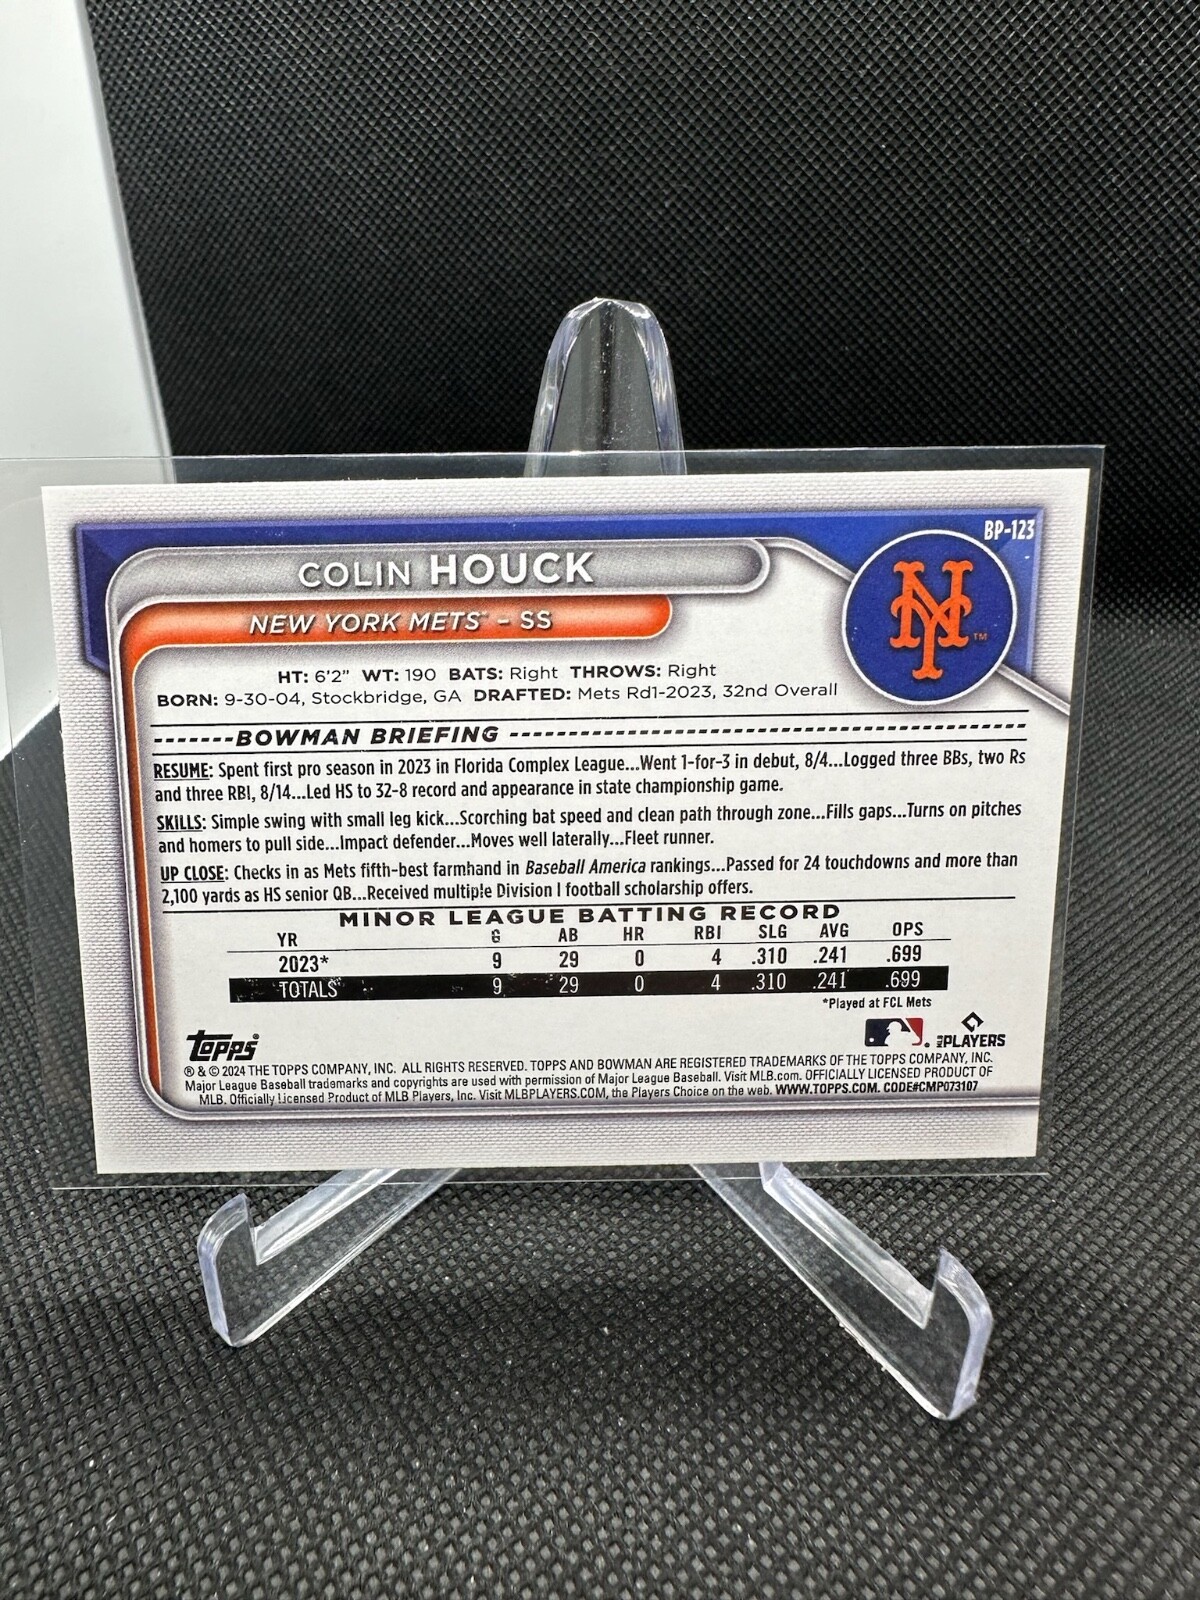 BP-123
COLIN HOUCK
NEW YORK METS™ - SS
NY™
HT: 6'2" WT: 190 BATS: Right THROWS: Right
BORN: 9-30-04, Stockbridge, GA DRAFTED: Mets Rd1-2023, 32nd Overall
BOWMAN BRIEFING
RESUME: Spent first pro season in 2023 in Florida Complex League...Went 1-for-3 in debut, 8/4...Logged three BBs, two Rs
and three RBI, 8/14...Led HS to 32-8 record and appearance in state championship game.
SKILLS: Simple swing with small leg kick...Scorching bat speed and clean path through zone...Fills gaps...Turns on pitches
and homers to pull side...Impact defender...Moves well laterally...Fleet runner.
UP CLOSE: Checks in as Mets fifth-best farmhand in Baseball America rankings...Passed for 24 touchdowns and more than
2,100 yards as HS senior QB...Received multiple Division I football scholarship offers.
MINOR LEAGUE BATTING RECORD
YR G AB HR RBI SLG AVG OPS
2023* 9 29 0 4 .310 .241 .699
TOTALS 9 29 0 4 .310 .241 .699
*Played at FCL Mets
Topps® PLAYERS
® & © 2024 THE TOPPS COMPANY, INC. ALL RIGHTS RESERVED. TOPPS AND BOWMAN ARE REGISTERED TRADEMARKS OF THE TOPPS COMPANY, INC.
Major League Baseball trademarks and copyrights are used with permission of Major League Baseball. Visit MLB.com. OFFICIALLY LICENSED PRODUCT OF
MLB. Officially Licensed Product of MLB Players, Inc. Visit MLBPLAYERS.COM, the Players Choice on the web. WWW.TOPPS.COM. CODE#CMP073107